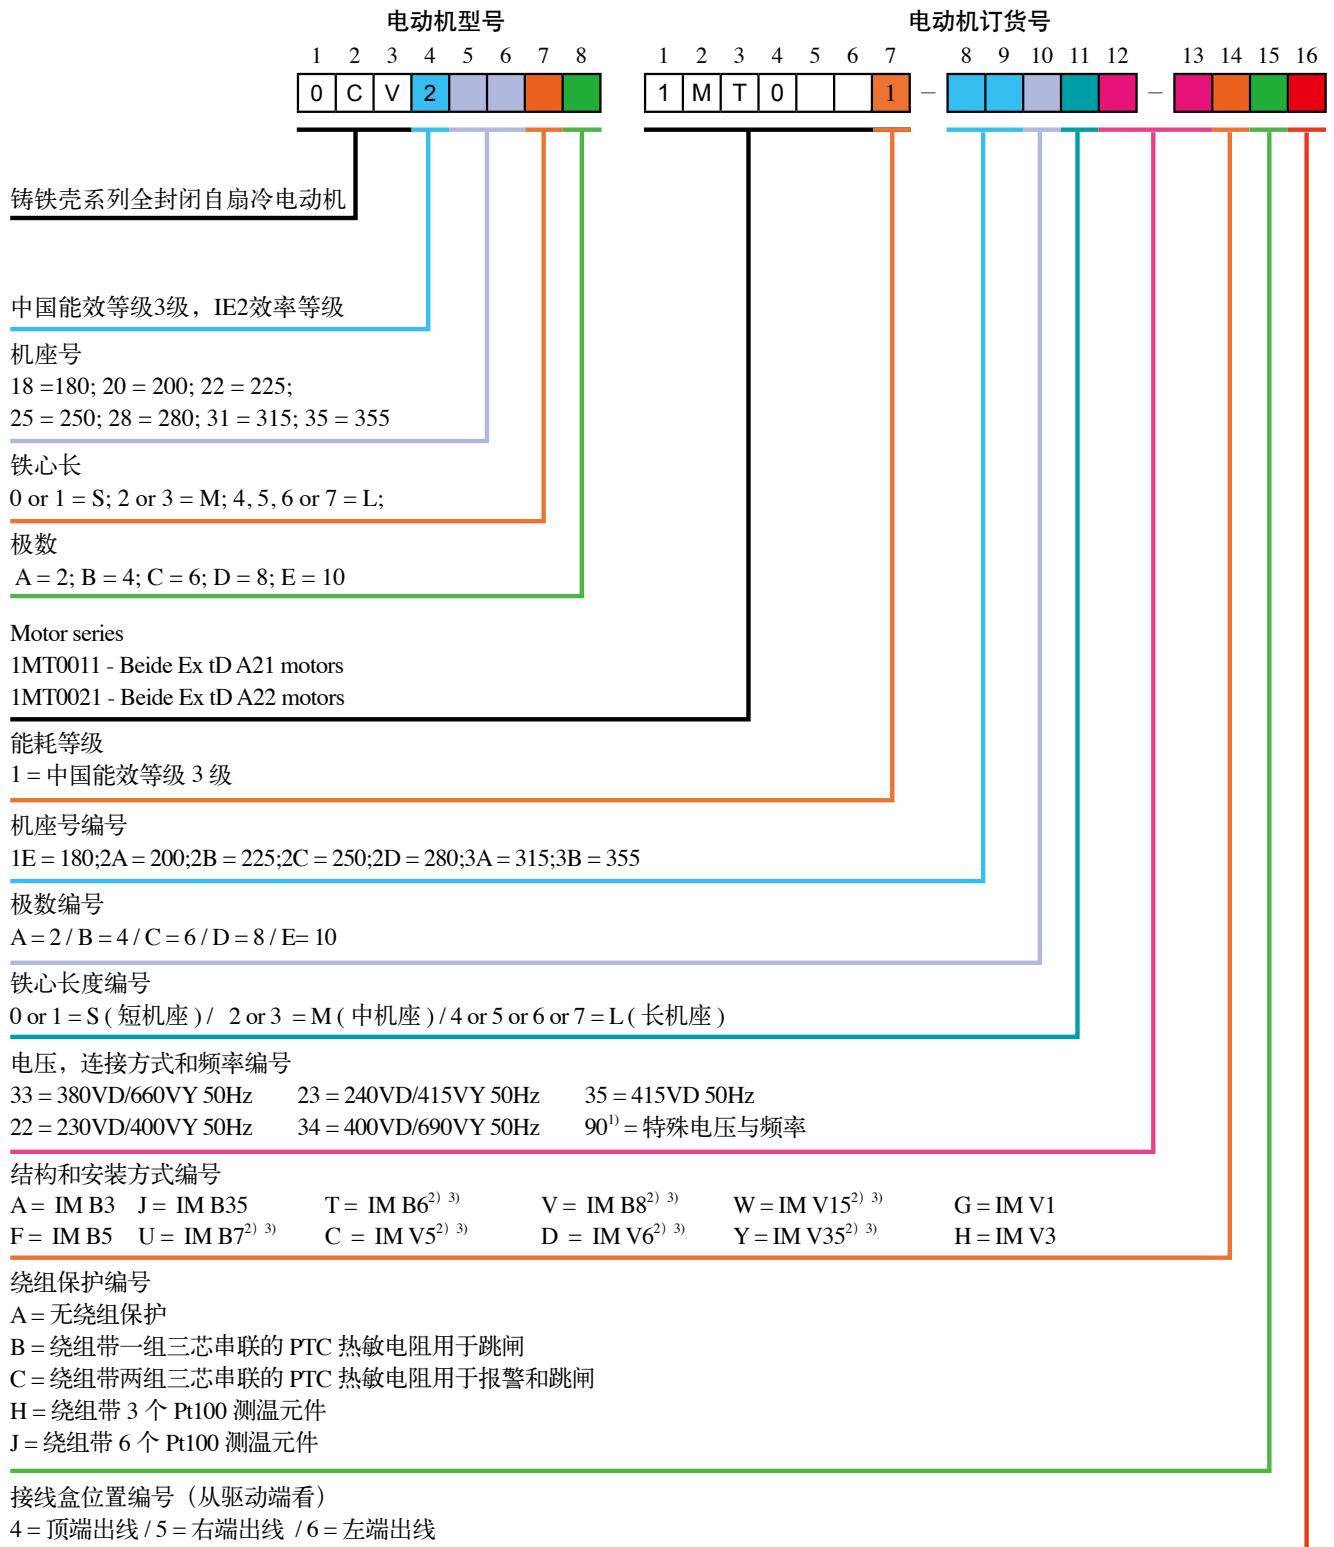 电动机型号 电动机订货号
1 2 3 4 5 6 7 8 1 2 3 4 5 6 7 8 9 10 11 12 13 14 15 16
0 C V 2 1 M T 0 1 – –
铸铁壳系列全封闭自扇冷电动机
中国能效等级3级，IE2效率等级
机座号
18 =180; 20 = 200; 22 = 225;
25 = 250; 28 = 280; 31 = 315; 35 = 355
铁心长
0 or 1 = S; 2 or 3 = M; 4, 5, 6 or 7 = L;
极数
A = 2; B = 4; C = 6; D = 8; E = 10
Motor series
1MT0011 - Beide Ex tD A21 motors
1MT0021 - Beide Ex tD A22 motors
能耗等级
1 = 中国能效等级 3 级
机座号编号
1E = 180;2A = 200;2B = 225;2C = 250;2D = 280;3A = 315;3B = 355
极数编号
A = 2 / B = 4 / C = 6 / D = 8 / E= 10
铁心长度编号
0 or 1 = S ( 短机座 ) / 2 or 3 = M ( 中机座 ) / 4 or 5 or 6 or 7 = L ( 长机座 )
电压，连接方式和频率编号
33 = 380VD/660VY 50Hz 23 = 240VD/415VY 50Hz 35 = 415VD 50Hz
22 = 230VD/400VY 50Hz 34 = 400VD/690VY 50Hz 90¹⁾ = 特殊电压与频率
结构和安装方式编号
A = IM B3 J = IM B35 T = IM B6²⁾ ³⁾ V = IM B8²⁾ ³⁾ W = IM V15²⁾ ³⁾ G = IM V1
F = IM B5 U = IM B7²⁾ ³⁾ C = IM V5²⁾ ³⁾ D = IM V6²⁾ ³⁾ Y = IM V35²⁾ ³⁾ H = IM V3
绕组保护编号
A = 无绕组保护
B = 绕组带一组三芯串联的 PTC 热敏电阻用于跳闸
C = 绕组带两组三芯串联的 PTC 热敏电阻用于报警和跳闸
H = 绕组带 3 个 Pt100 测温元件
J = 绕组带 6 个 Pt100 测温元件
接线盒位置编号（从驱动端看）
4 = 顶端出线 / 5 = 右端出线 / 6 = 左端出线